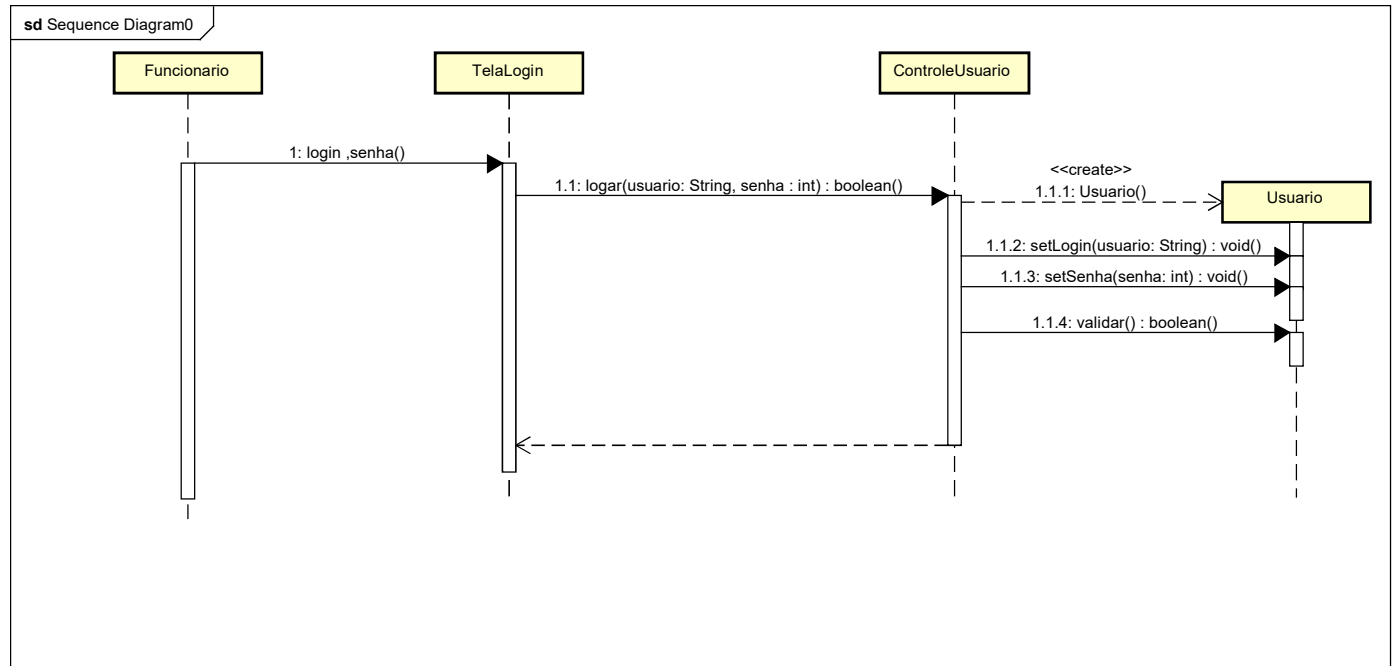 sd Sequence Diagram0
Funcionario
TelaLogin
ControleUsuario
1: login ,senha()
<<create>>
1.1: logar(usuario: String, senha : int) : boolean()
1.1.1: Usuario()
Usuario
1.1.2: setLogin(usuario: String) : void()
1.1.3: setSenha(senha: int) : void()
1.1.4: validar() : boolean()